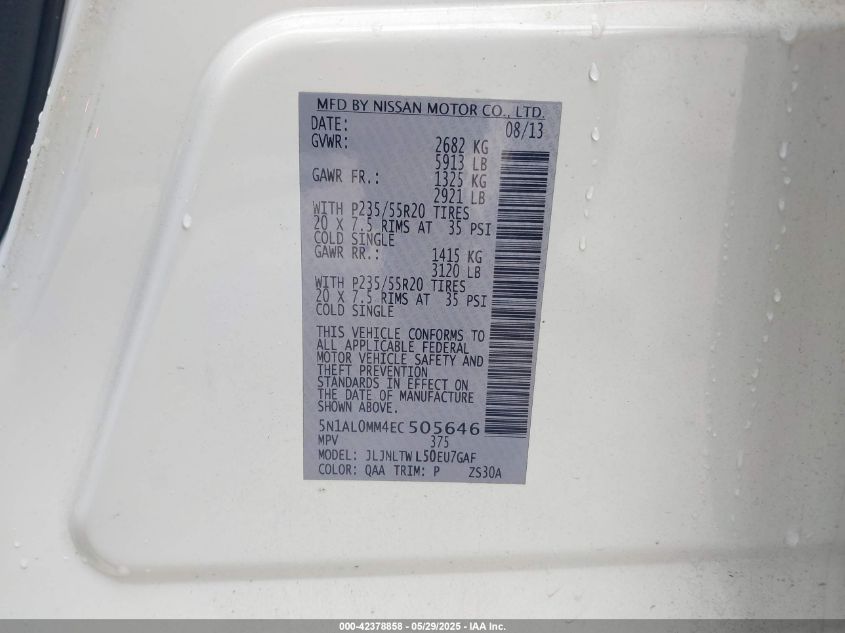 MFD BY NISSAN MOTOR CO., LTD.
DATE: 08/13
GVWR: 2682 KG
5913 LB
GAWR FR.: 1325 KG
2921 LB
WITH P235/55R20 TIRES
20 X 7.5 RIMS AT 35 PSI
COLD SINGLE
GAWR RR.: 1415 KG
3120 LB
WITH P235/55R20 TIRES
20 X 7.5 RIMS AT 35 PSI
COLD SINGLE
THIS VEHICLE CONFORMS TO
ALL APPLICABLE FEDERAL
MOTOR VEHICLE SAFETY AND
THEFT PREVENTION
STANDARDS IN EFFECT ON
THE DATE OF MANUFACTURE
SHOWN ABOVE.
5N1AL0MM4EC505646
MPV 375
MODEL: JLJNLTWL50EU7GAF
COLOR: QAA TRIM: P ZS30A
000-42378858 - 05/29/2025 - IAA Inc.